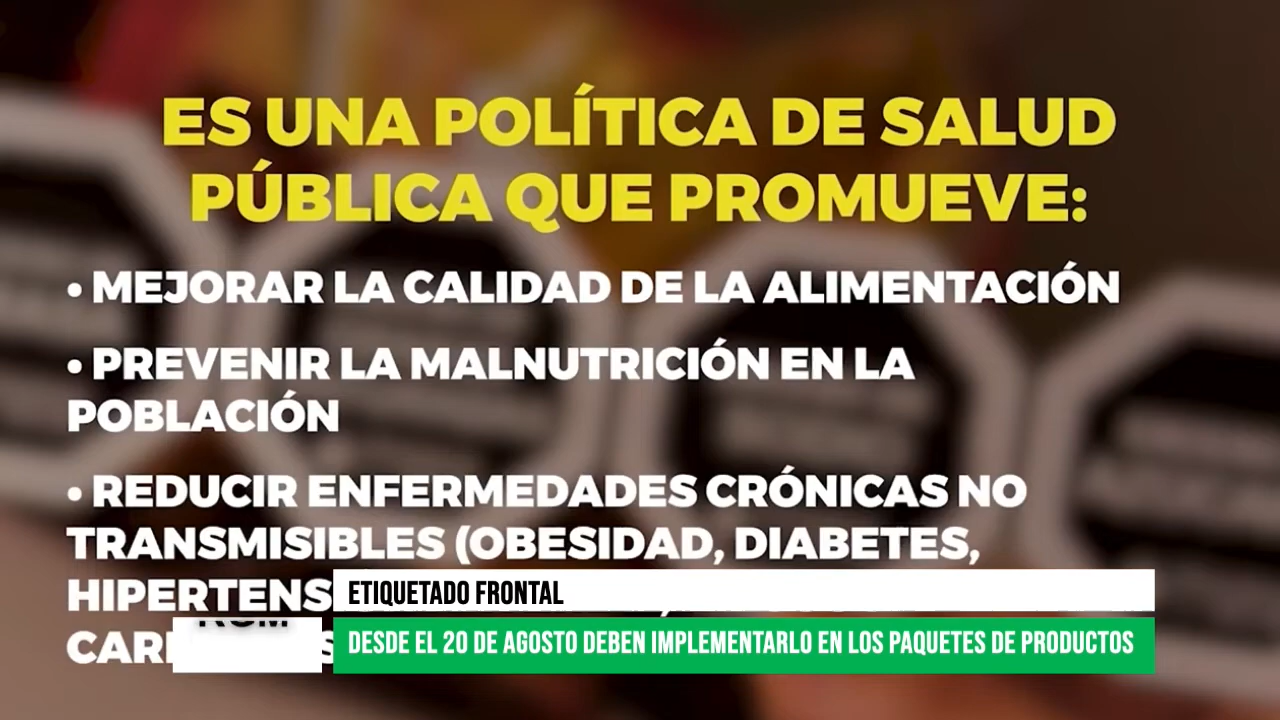 ES UNA POLÍTICA DE SALUD
PÚBLICA QUE PROMUEVE:
• MEJORAR LA CALIDAD DE LA ALIMENTACIÓN
• PREVENIR LA MALNUTRICIÓN EN LA
POBLACIÓN
• REDUCIR ENFERMEDADES CRÓNICAS NO
TRANSMISIBLES (OBESIDAD, DIABETES,
ETIQUETADO FRONTAL
DESDE EL 20 DE AGOSTO DEBEN IMPLEMENTARLO EN LOS PAQUETES DE PRODUCTOS